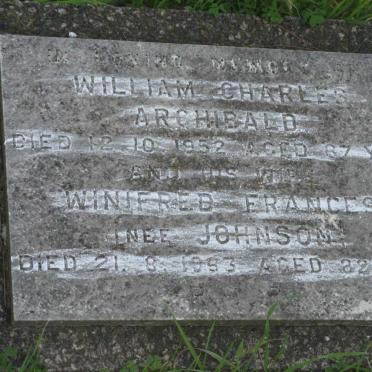 IN LOVING MEMORY OF
WILLIAM CHARLES
ARCHIBALD
DIED 12.10.1952 AGED 67 Y
AND HIS WIFE
WINIFRED FRANCES
(NEE JOHNSON)
DIED 21.8.1983 AGED 82